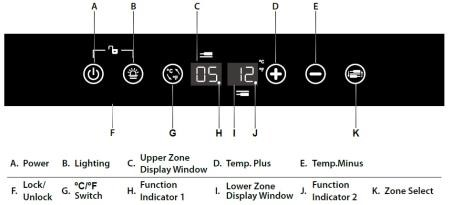 A B C D E
05 12 °C °F
°C °F
F G H I J K
A. Power B. Lighting C. Upper Zone Display Window D. Temp. Plus E. Temp.Minus
F. Lock/ Unlock G. °C/°F Switch H. Function Indicator 1 I. Lower Zone Display Window J. Function Indicator 2 K. Zone Select